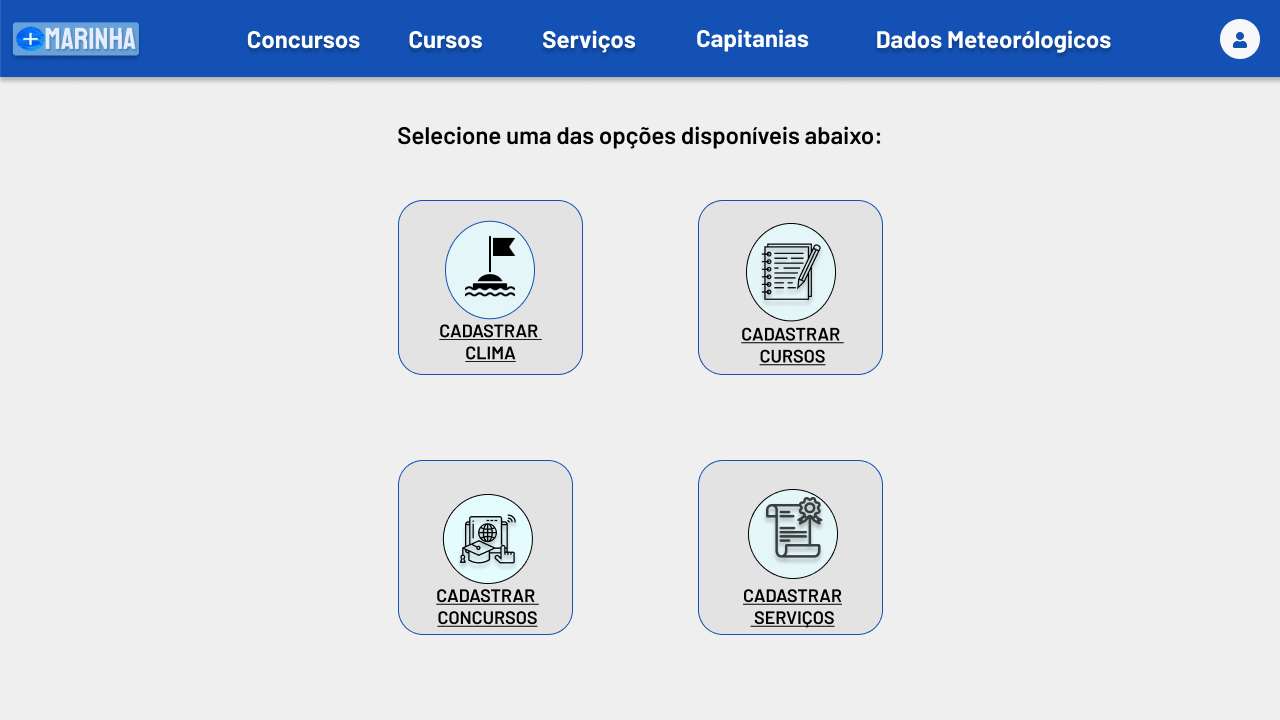 + MARINHA
Concursos Cursos Serviços Capitanias Dados Meteorólogicos
Selecione uma das opções disponíveis abaixo:
CADASTRAR
CLIMA
CADASTRAR
CURSOS
CADASTRAR
CONCURSOS
CADASTRAR
SERVIÇOS